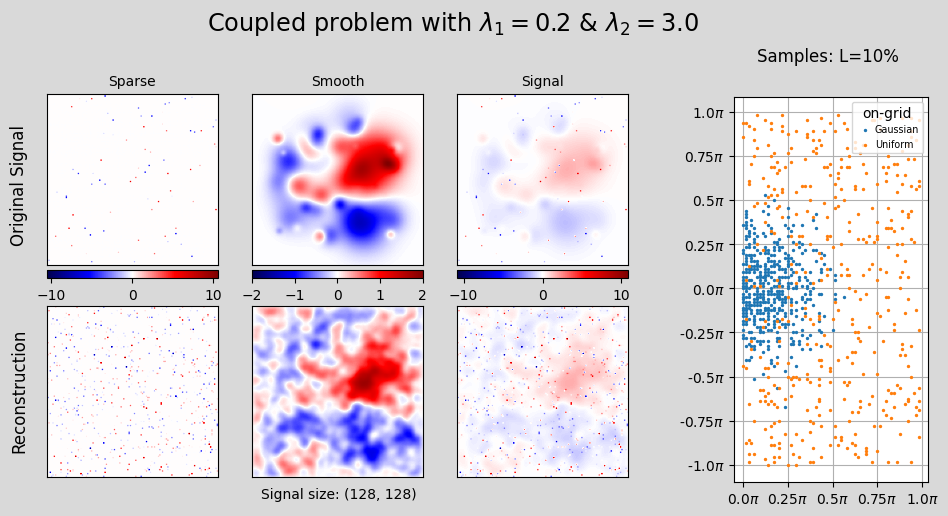 Coupled problem with λ₁ = 0.2 & λ₂ = 3.0
Samples: L=10%
Sparse
Smooth
Signal
Original Signal
−10 0 10
−2 −1 0 1 2
−10 0 10
Reconstruction
Signal size: (128, 128)
on-grid
Gaussian
Uniform
1.0π
0.75π
0.5π
0.25π
0.0π
-0.25π
-0.5π
-0.75π
-1.0π
0.0π 0.25π 0.5π 0.75π 1.0π